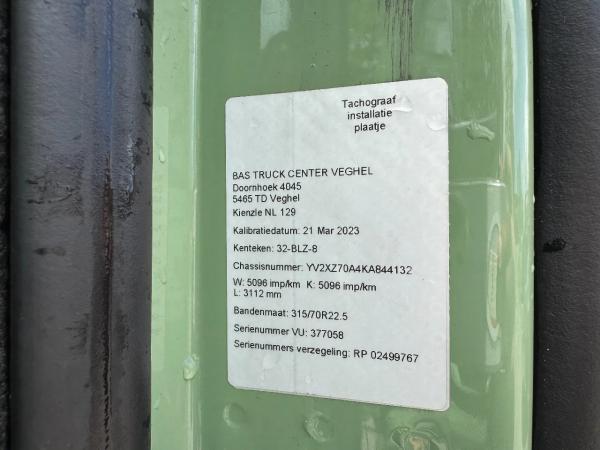 Tachograaf
installatie
plaatje
BAS TRUCK CENTER VEGHEL
Doornhoek 4045
5465 TD Veghel
Kienzle NL 129
Kalibratiedatum: 21 Mar 2023
Kenteken: 32-BLZ-8
Chassisnummer: YV2XZ70A4KA844132
W: 5096 imp/km K: 5096 imp/km
L: 3112 mm
Bandenmaat: 315/70R22.5
Serienummer VU: 377058
Serienummers verzegeling: RP 02499767